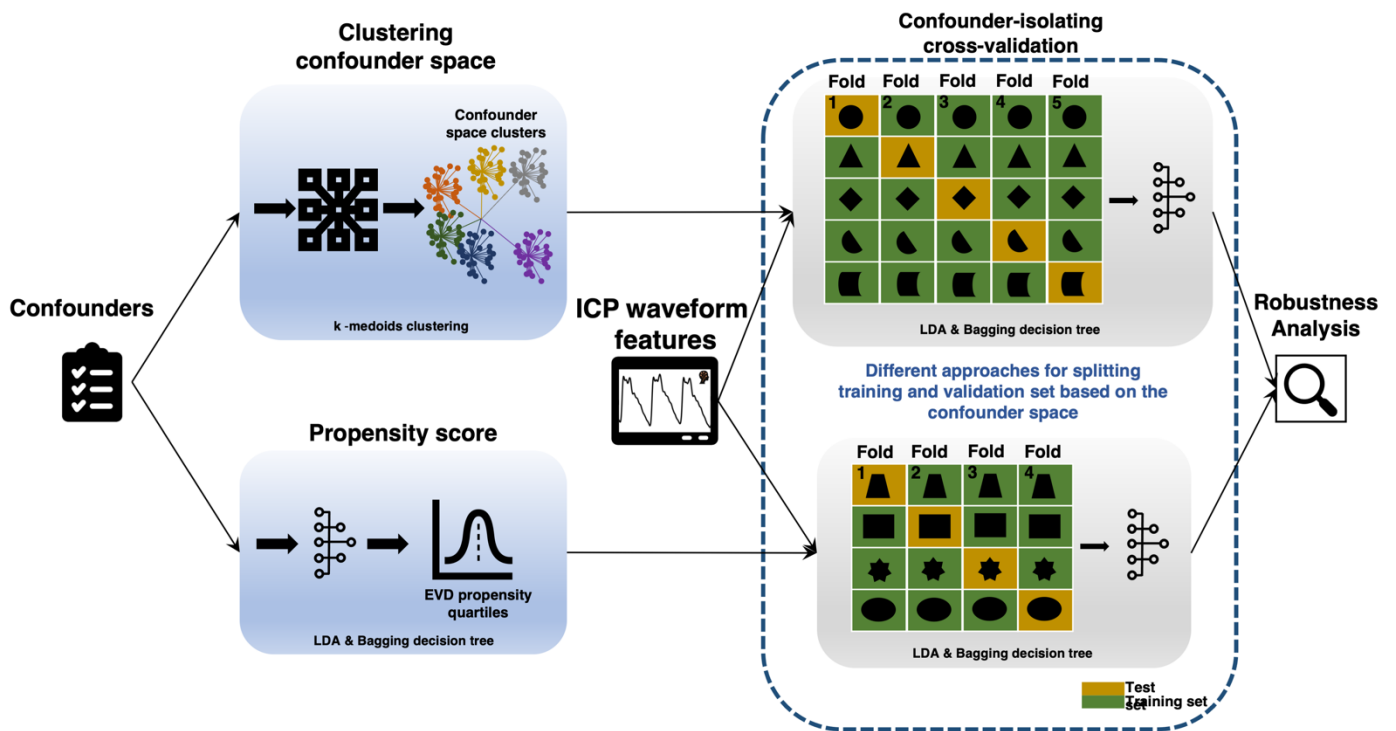 Clustering
confounder space
Confounder
space clusters
k -medoids clustering
Confounders
Propensity score
EVD propensity
quartiles
LDA & Bagging decision tree
ICP waveform
features
Confounder-isolating
cross-validation
Fold Fold Fold Fold Fold
1 2 3 4 5
LDA & Bagging decision tree
Different approaches for splitting
training and validation set based on the
confounder space
Fold Fold Fold Fold
1 2 3 4
LDA & Bagging decision tree
Test
set
Training set
Robustness
Analysis